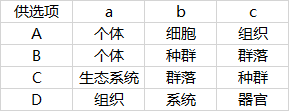 供选项 a b c
A 个体 细胞 组织
B 个体 种群 群落
C 生态系统 群落 种群
D 组织 系统 器官